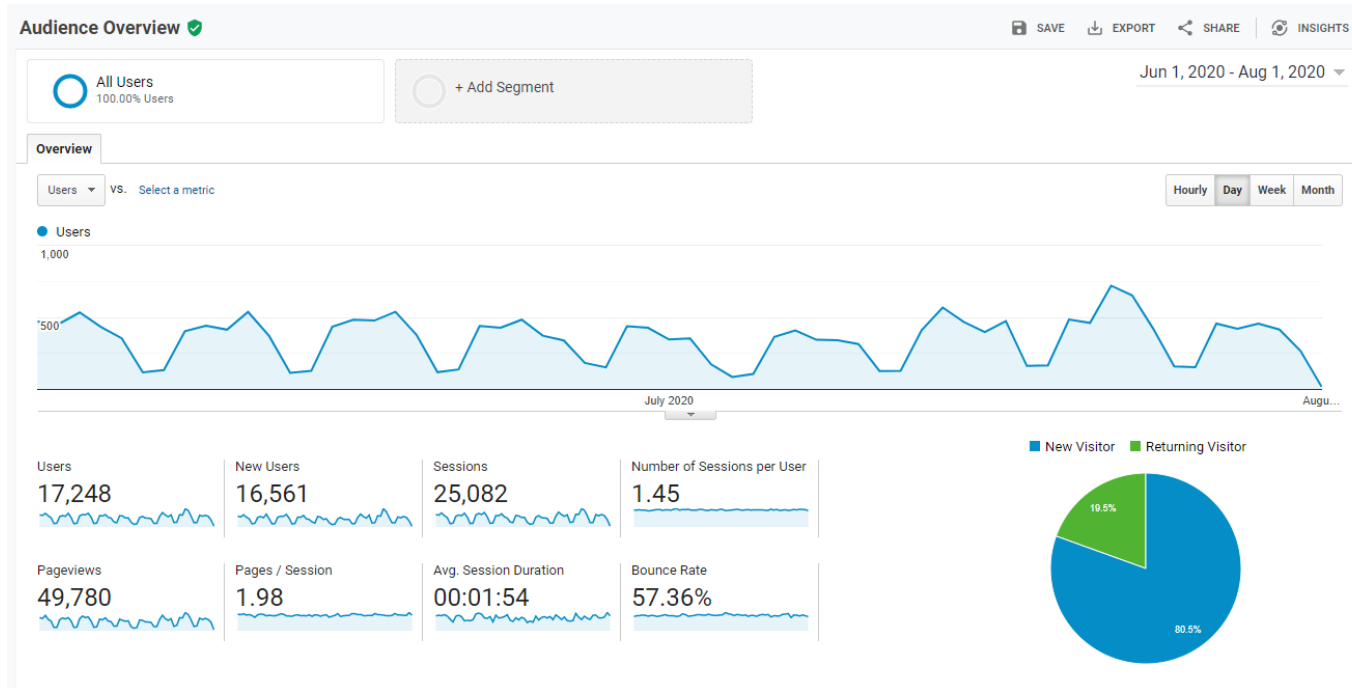 Audience Overview
SAVE
EXPORT
SHARE
INSIGHTS
All Users
100.00% Users
+ Add Segment
Jun 1, 2020 - Aug 1, 2020
Overview
Users
VS.
Select a metric
Hourly
Day
Week
Month
Users
1,000
500
July 2020
Augu...
New Visitor
Returning Visitor
Users
17,248
New Users
16,561
Sessions
25,082
Number of Sessions per User
1.45
Pageviews
49,780
Pages / Session
1.98
Avg. Session Duration
00:01:54
Bounce Rate
57.36%
19.5%
80.5%